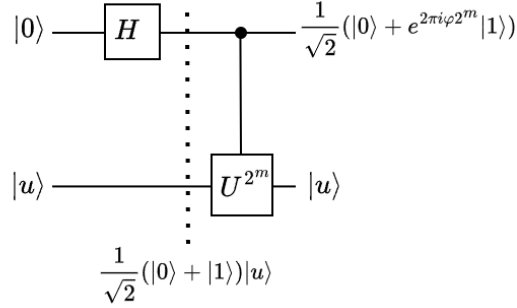 |0⟩ H 1/√2(|0⟩ + e^{2πiφ2^m}|1⟩)
|u⟩ U^{2^m} |u⟩
1/√2(|0⟩ + |1⟩)|u⟩